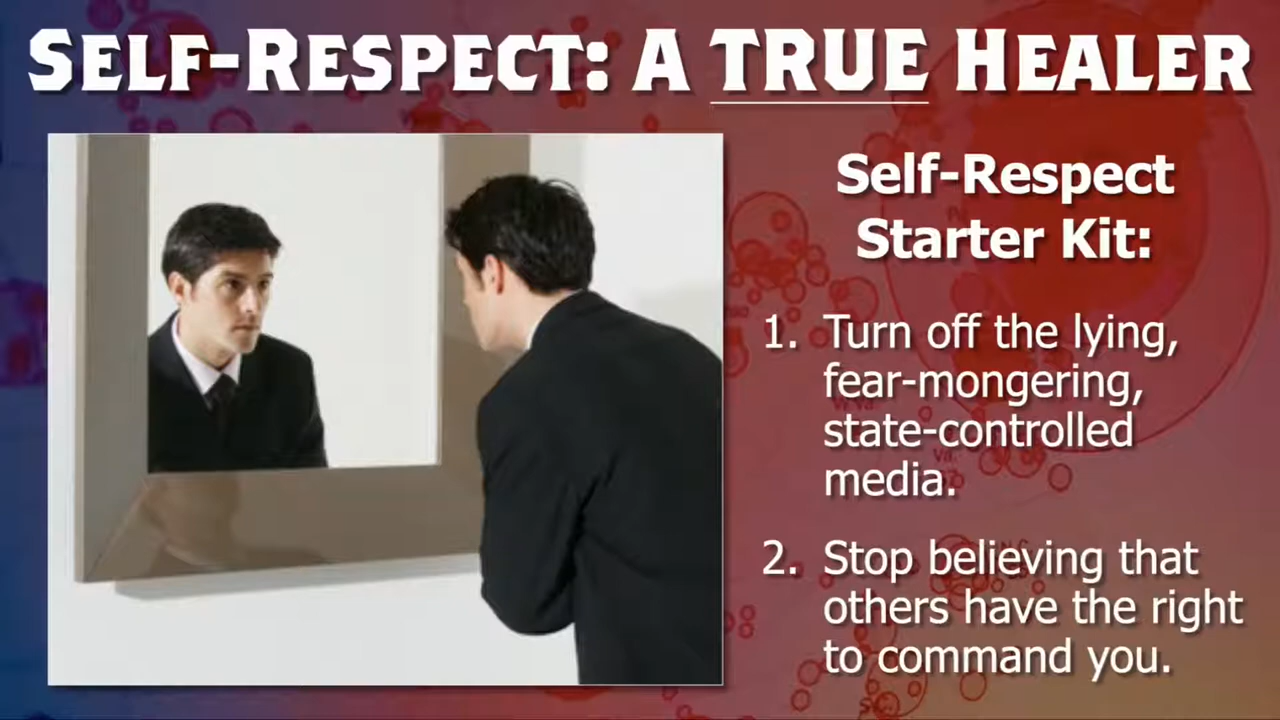 SELF-RESPECT: A TRUE HEALER
Self-Respect
Starter Kit:
1. Turn off the lying,
fear-mongering,
state-controlled
media.
2. Stop believing that
others have the right
to command you.